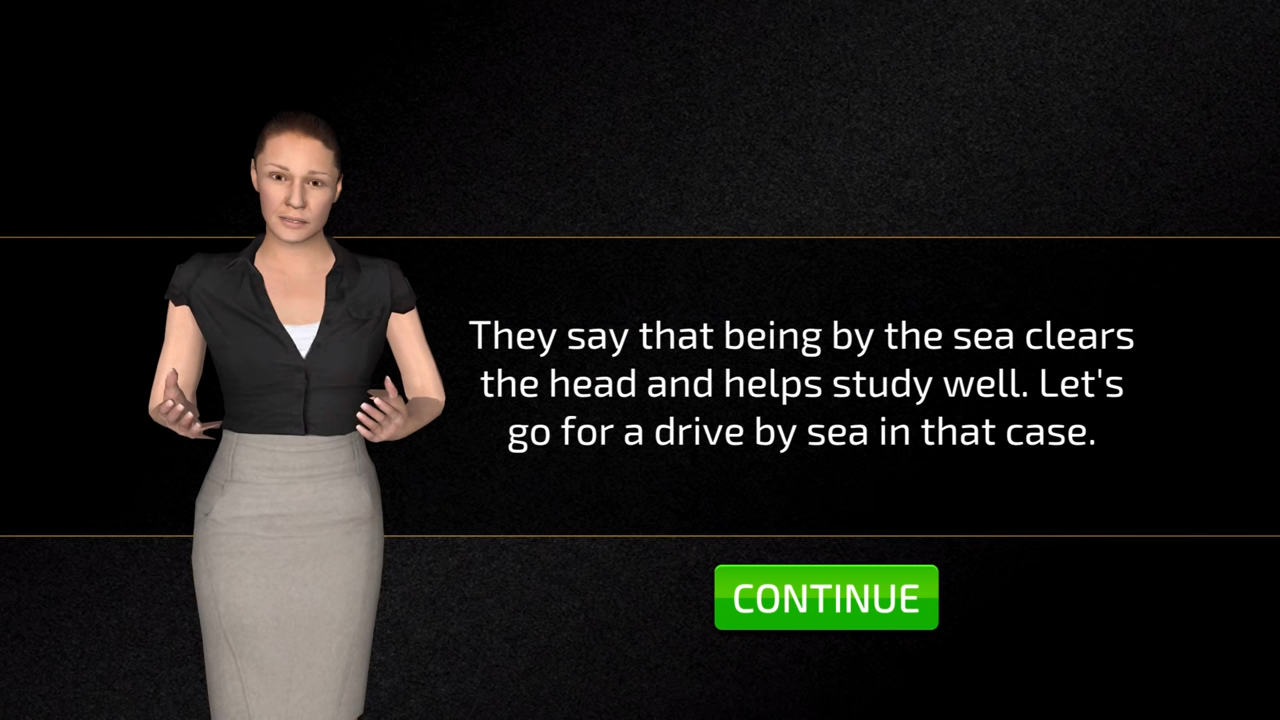 They say that being by the sea clears
the head and helps study well. Let's
go for a drive by sea in that case.
CONTINUE